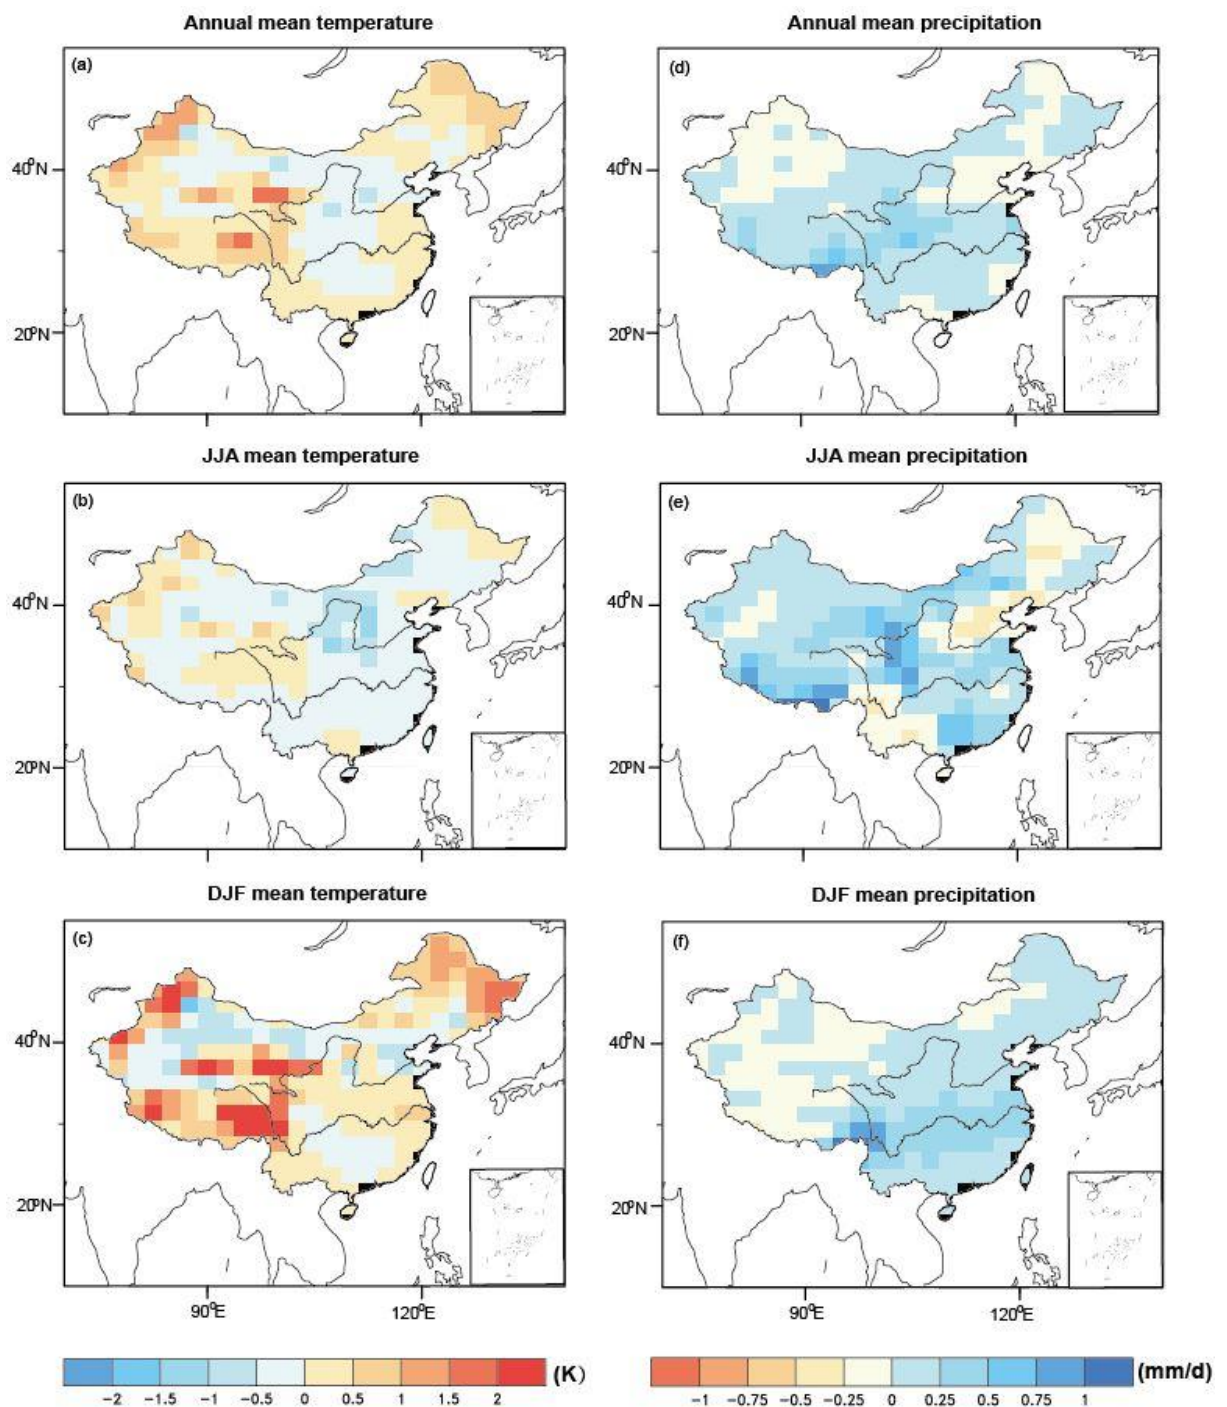 Annual mean temperature
Annual mean precipitation
(a)
(d)
40°N
40°N
20°N
20°N
JJA mean temperature
JJA mean precipitation
(b)
(e)
40°N
40°N
20°N
20°N
DJF mean temperature
DJF mean precipitation
(c)
(f)
40°N
40°N
20°N
20°N
90°E
120°E
90°E
120°E
(K)
(mm/d)
−2 −1.5 −1 −0.5 0 0.5 1 1.5 2
−1 −0.75 −0.5 −0.25 0 0.25 0.5 0.75 1